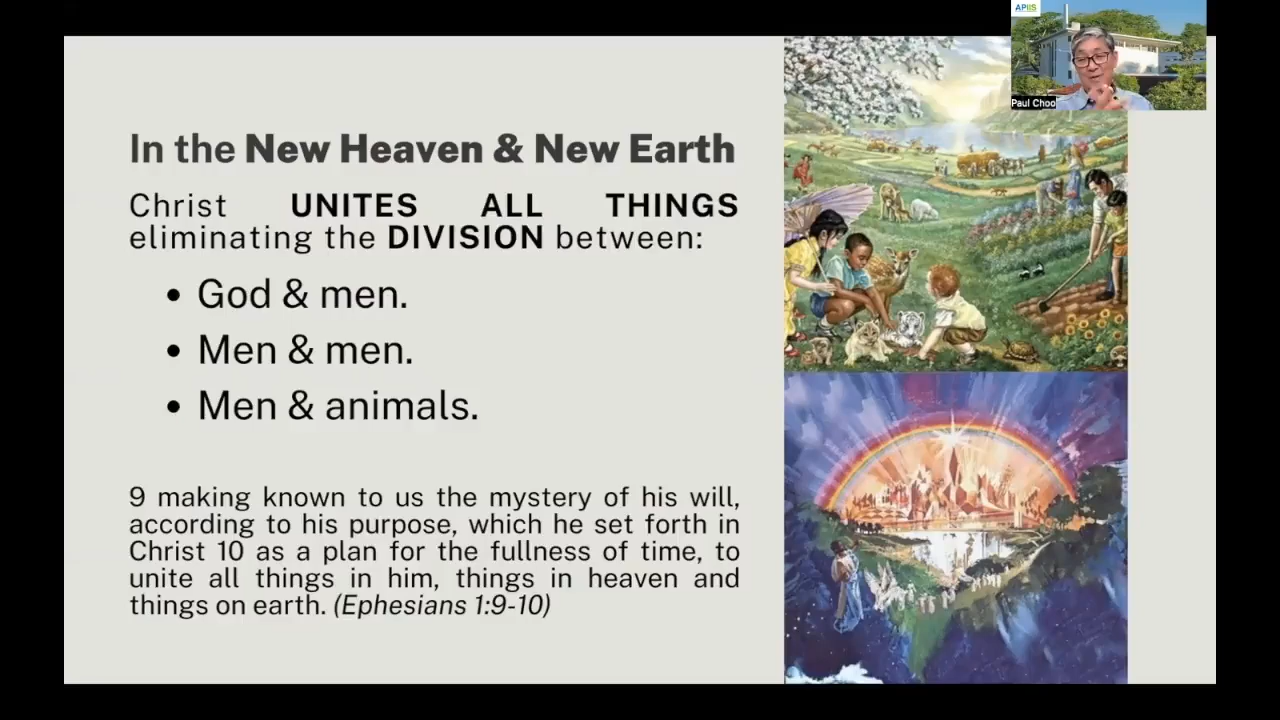 APIIS
Paul Choo
In the New Heaven & New Earth
Christ UNITES ALL THINGS
eliminating the DIVISION between:
• God & men.
• Men & men.
• Men & animals.
9 making known to us the mystery of his will,
according to his purpose, which he set forth in
Christ 10 as a plan for the fullness of time, to
unite all things in him, things in heaven and
things on earth. (Ephesians 1:9-10)